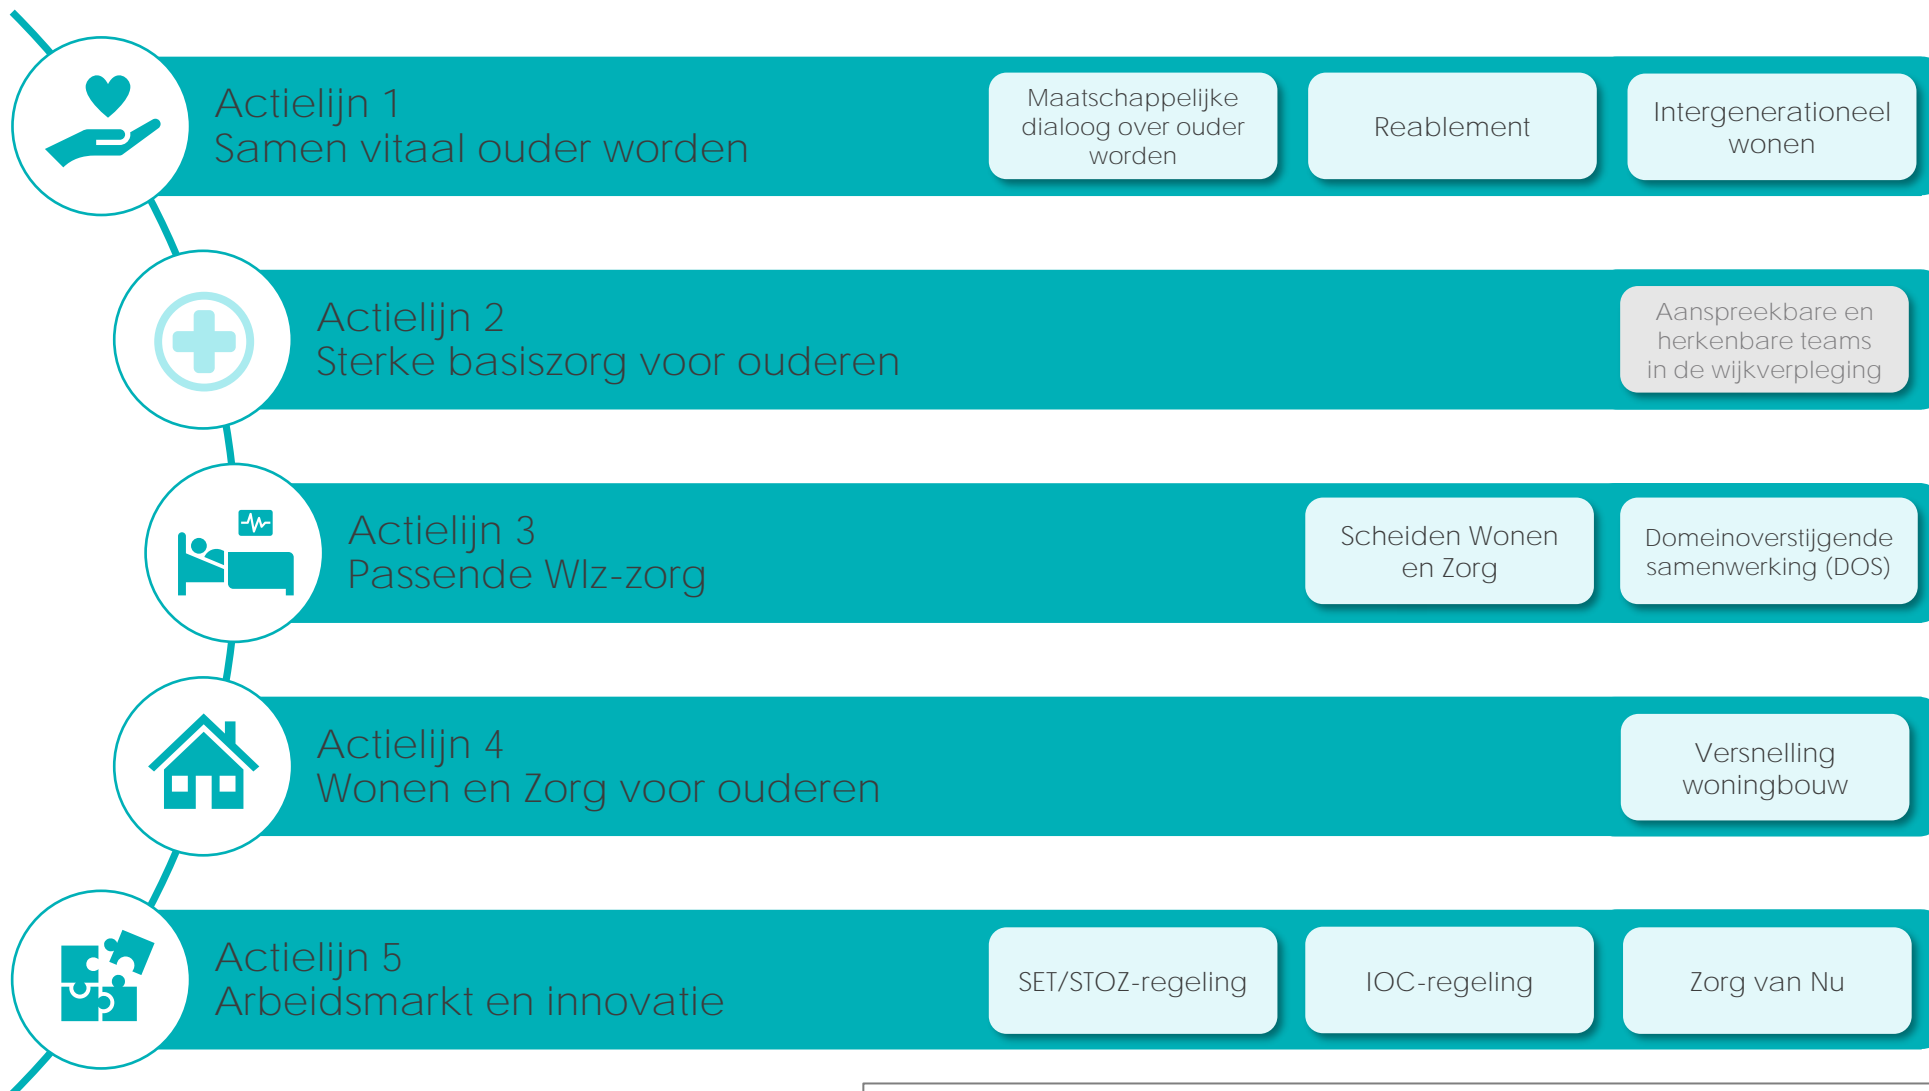 Actielijn 1
Samen vitaal ouder worden
Maatschappelijke
dialoog over ouder
worden
Reablement
Intergenerationeel
wonen
Actielijn 2
Sterke basiszorg voor ouderen
Aanspreekbare en
herkenbare teams
in de wijkverpleging
Actielijn 3
Passende Wlz-zorg
Scheiden Wonen
en Zorg
Domeinoverstijgende
samenwerking (DOS)
Actielijn 4
Wonen en Zorg voor ouderen
Versnelling
woningbouw
Actielijn 5
Arbeidsmarkt en innovatie
SET/STOZ-regeling
IOC-regeling
Zorg van Nu